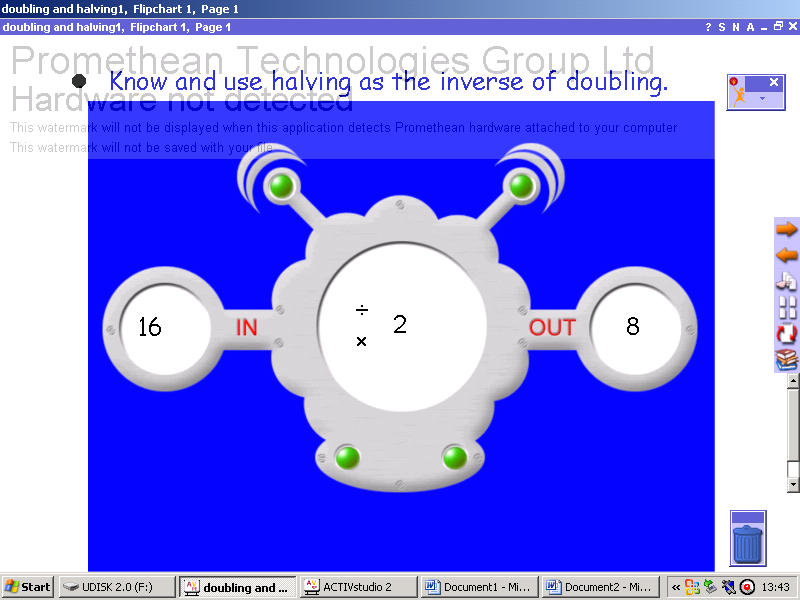 doubling and halving1, Flipchart 1, Page 1
doubling and halving1, Flipchart 1, Page 1
? S N A
Promethean Technologies Group Ltd
Know and use halving as the inverse of doubling.
Hardware not detected
This watermark will not be displayed when this application detects Promethean hardware attached to your computer
This watermark will not be saved with your file
÷
16 IN 2 OUT 8
×
Start UDISK 2.0 (F:) doubling and ... ACTIVstudio 2 Document1 - Mi... Document2 - Mi... « 13:43